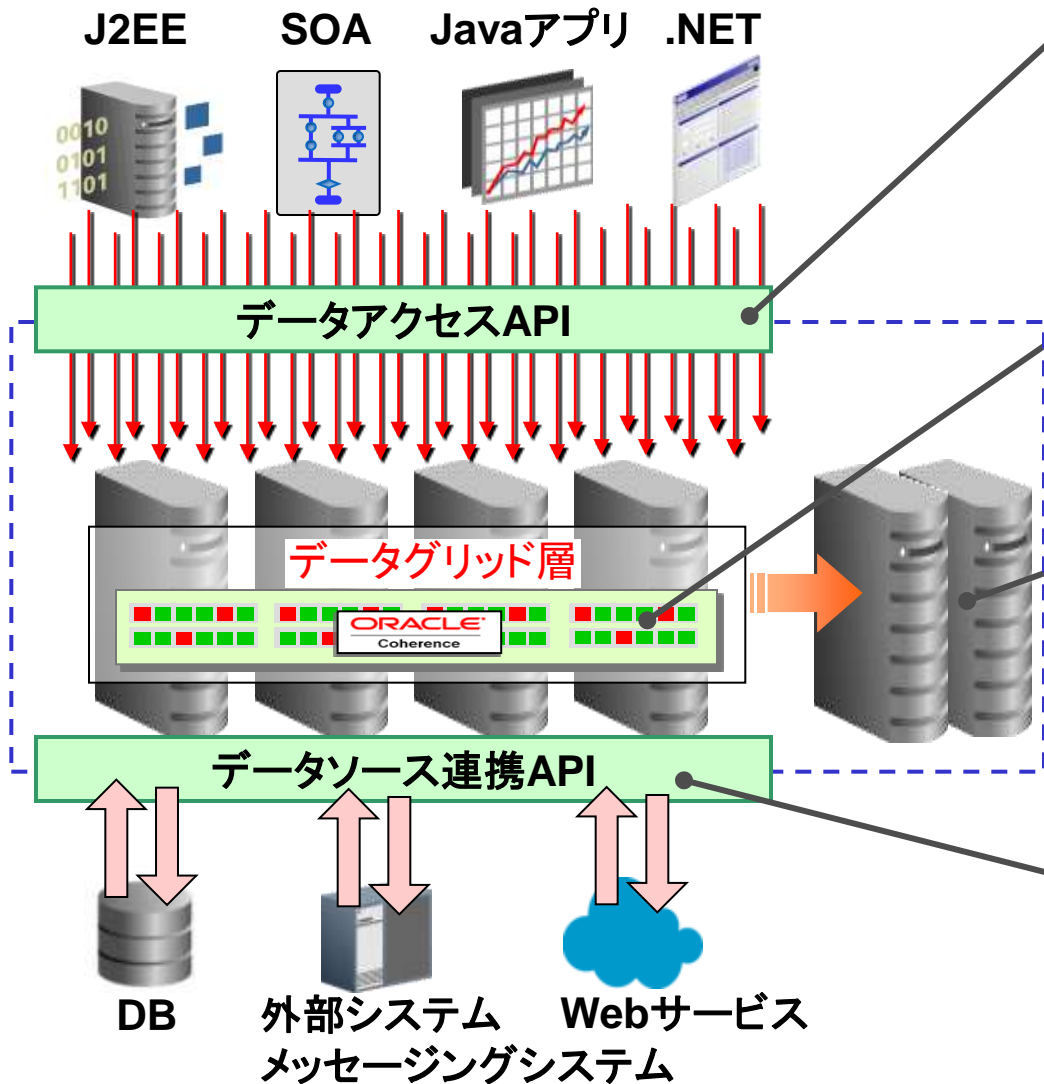 J2EE SOA Javaアプリ .NET
0010
0101
1101
データアクセスAPI
データグリッド層
ORACLE®
Coherence
データソース連携API
DB 外部システム Webサービス
メッセージングシステム